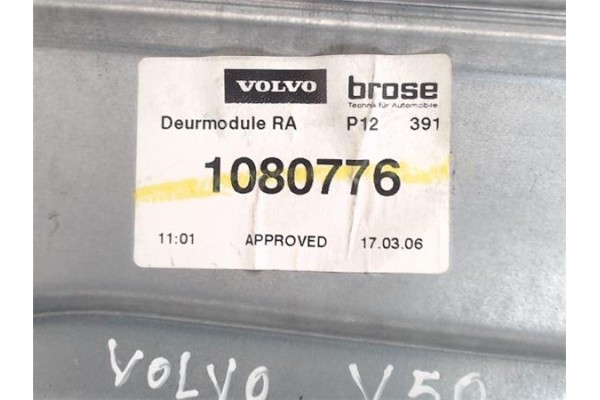 VOLVO brose
Technik für Automobile
Deurmodule RA P12 391
1080776
11:01 APPROVED 17.03.06
VOLVO V50